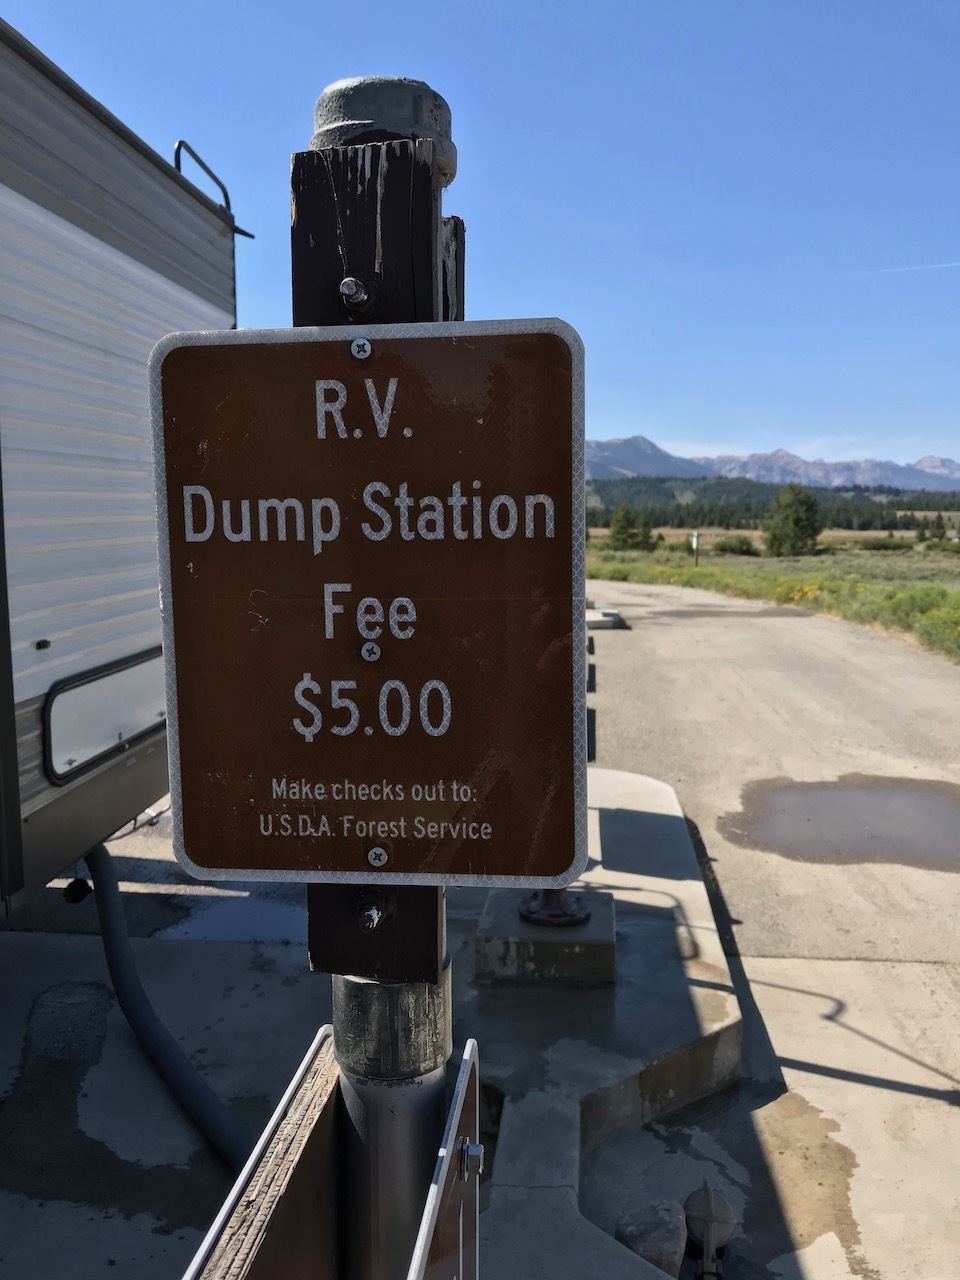 R.V.
Dump Station
Fee
$5.00
Make checks out to:
U.S.D.A. Forest Service